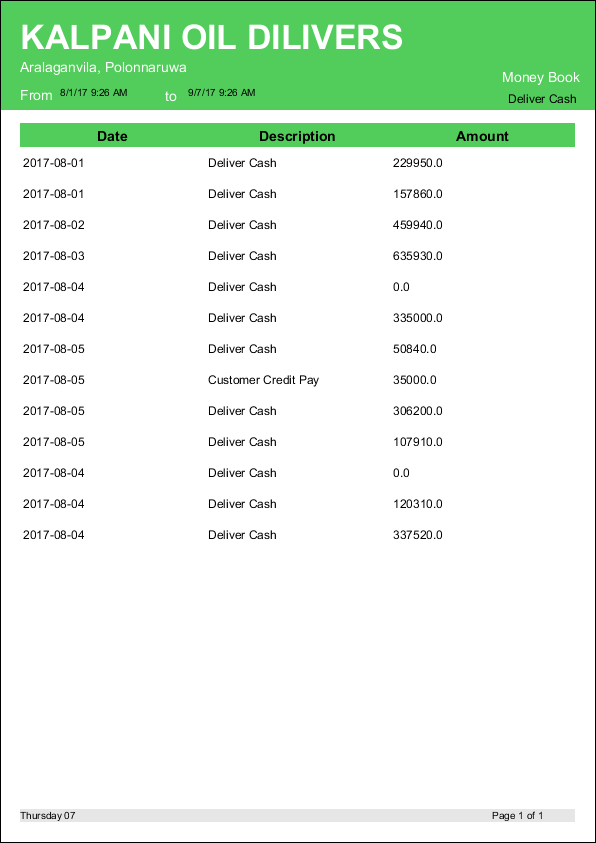 KALPANI OIL DILIVERS
Aralaganvila, Polonnaruwa
Money Book
From 8/1/17 9:26 AM to 9/7/17 9:26 AM
Deliver Cash
Date Description Amount
2017-08-01 Deliver Cash 229950.0
2017-08-01 Deliver Cash 157860.0
2017-08-02 Deliver Cash 459940.0
2017-08-03 Deliver Cash 635930.0
2017-08-04 Deliver Cash 0.0
2017-08-04 Deliver Cash 335000.0
2017-08-05 Deliver Cash 50840.0
2017-08-05 Customer Credit Pay 35000.0
2017-08-05 Deliver Cash 306200.0
2017-08-05 Deliver Cash 107910.0
2017-08-04 Deliver Cash 0.0
2017-08-04 Deliver Cash 120310.0
2017-08-04 Deliver Cash 337520.0
Thursday 07 Page 1 of 1